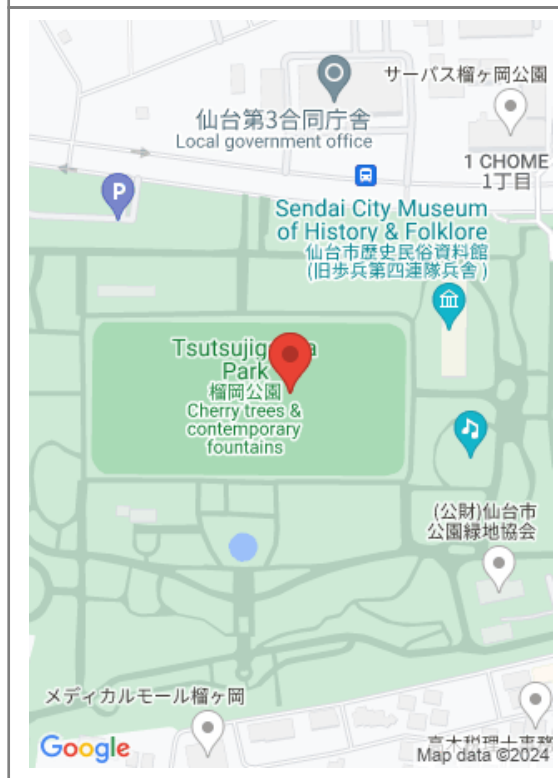 サーパス榴ヶ岡公園
仙台第3合同庁舎
Local government office
1 CHOME
1丁目
P
Sendai City Museum
of History & Folklore
仙台市歴史民俗資料館
(旧歩兵第四連隊兵舎)
Park
榴岡公園
Cherry trees &
contemporary
fountains
(公財)仙台市
公園緑地協会
メディカルモール榴ヶ岡
Google
Map data ©2024